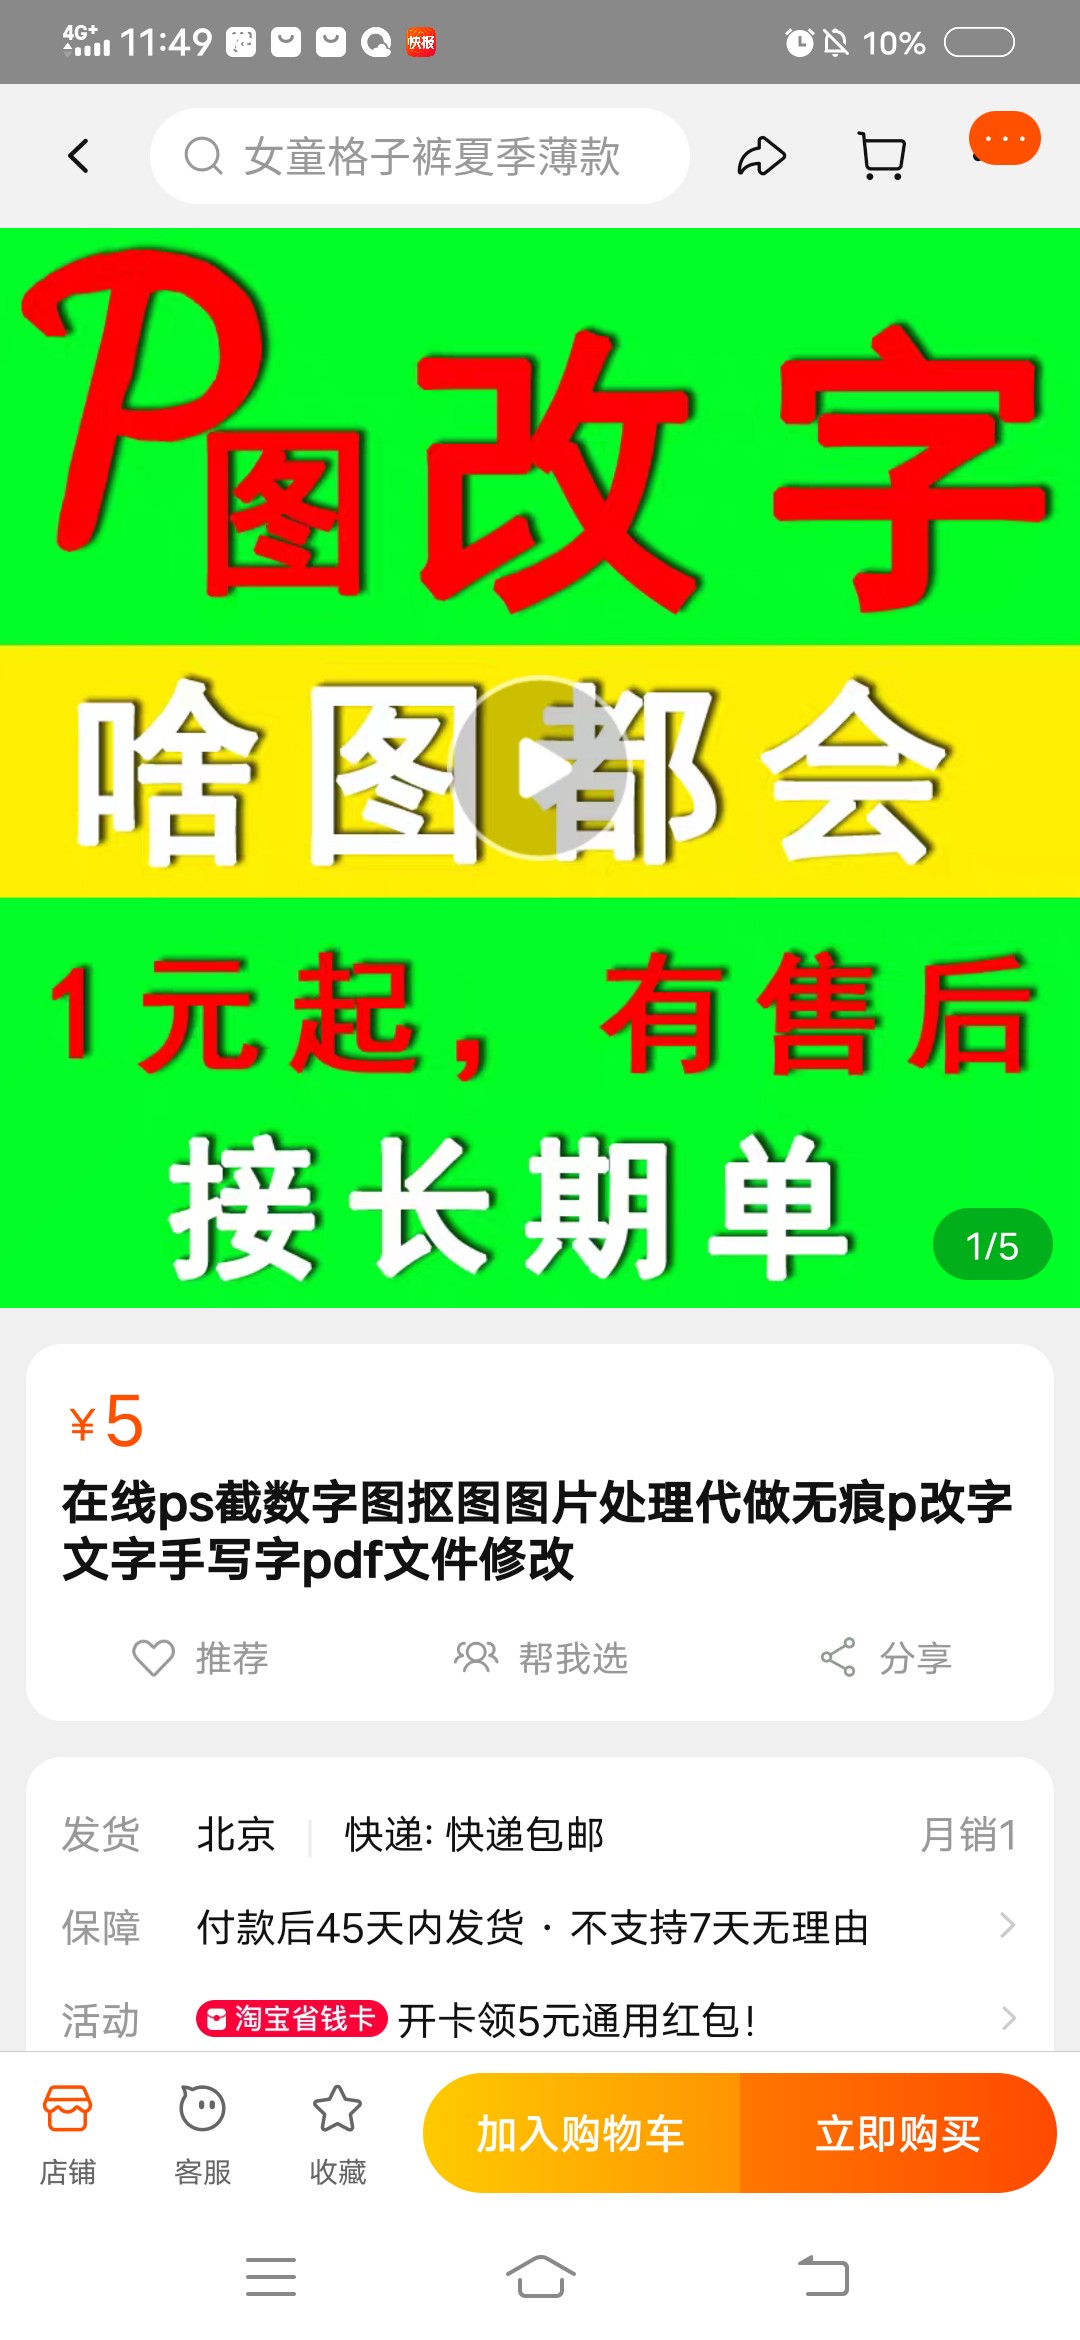 4G+ 11:49 快报 10%
女童格子裤夏季薄款
P图 改字
啥图都会
1元起，有售后
接长期单
1/5
¥5
在线ps截数字图抠图图片处理代做无痕p改字
文字手写字pdf文件修改
推荐 帮我选 分享
发货 北京 快递: 快递包邮 月销1
保障 付款后45天内发货 · 不支持7天无理由
活动 淘宝省钱卡 开卡领5元通用红包!
店铺 客服 收藏 加入购物车 立即购买